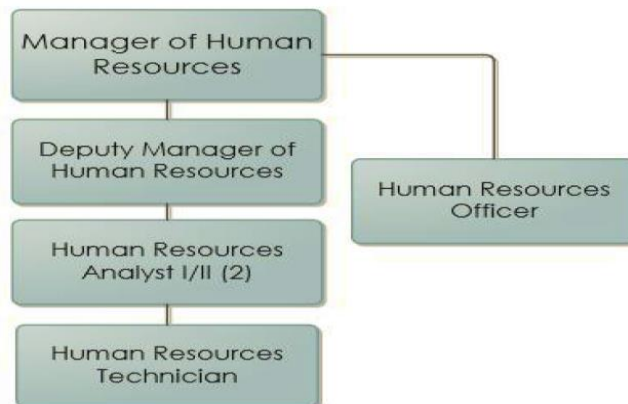 Manager of Human
Resources
Deputy Manager of
Human Resources
Human Resources
Officer
Human Resources
Analyst I/II (2)
Human Resources
Technician